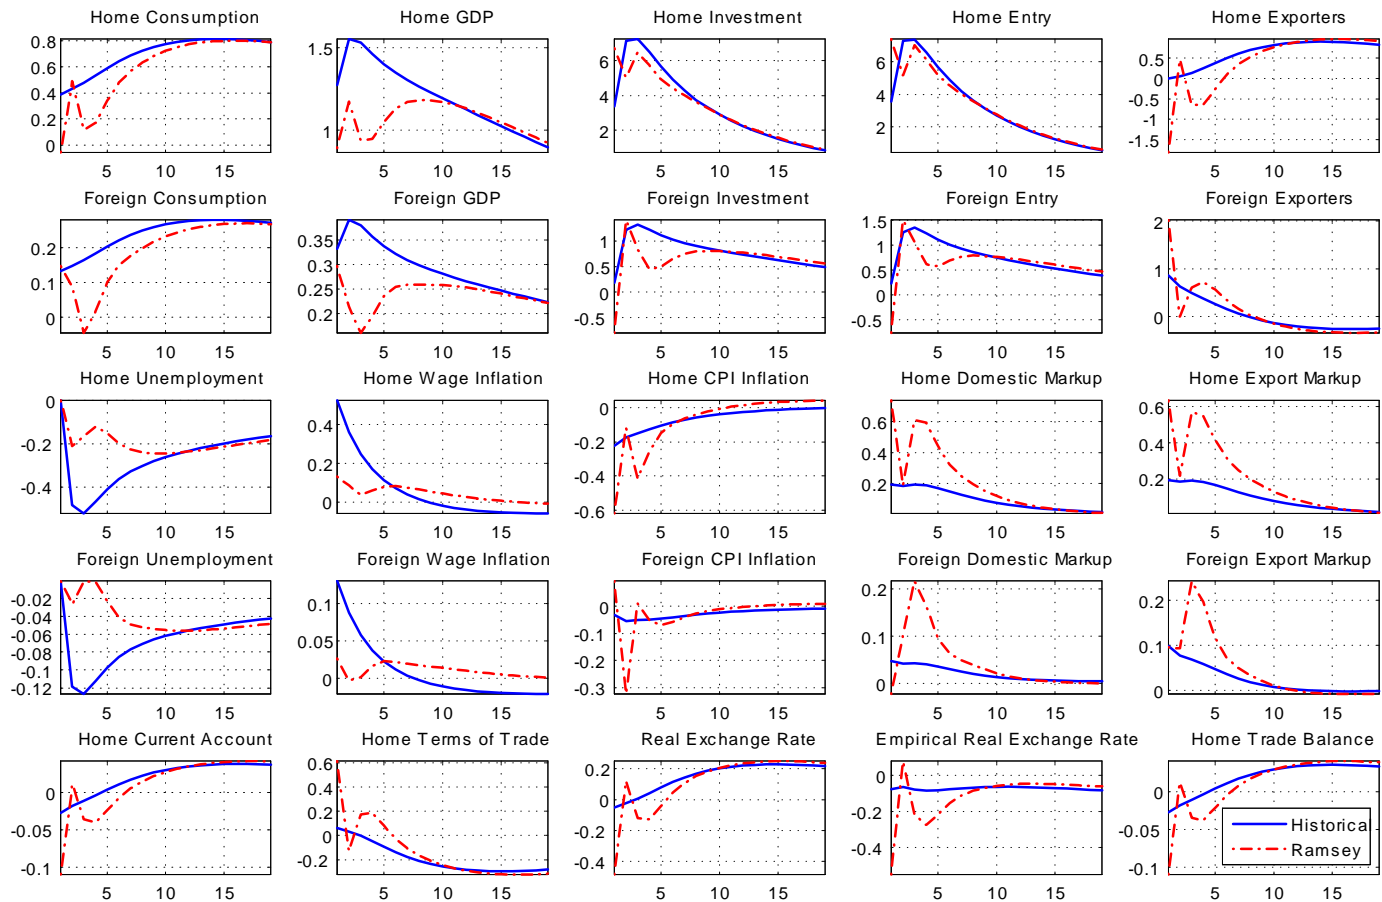 Home Consumption
Home GDP
Home Investment
Home Entry
Home Exporters
0.8
0.6
0.4
0.2
0
5 10 15
1.5
1
5 10 15
6
4
2
5 10 15
6
4
2
5 10 15
0.5
0
-0.5
-1
-1.5
5 10 15
Foreign Consumption
Foreign GDP
Foreign Investment
Foreign Entry
Foreign Exporters
0.2
0.1
0
5 10 15
0.35
0.3
0.25
0.2
5 10 15
1
0.5
0
-0.5
5 10 15
1.5
1
0.5
0
-0.5
5 10 15
2
1
0
5 10 15
Home Unemployment
Home Wage Inflation
Home CPI Inflation
Home Domestic Markup
Home Export Markup
0
-0.2
-0.4
5 10 15
0.4
0.2
0
5 10 15
0
-0.2
-0.4
-0.6
5 10 15
0.6
0.4
0.2
5 10 15
0.6
0.4
0.2
5 10 15
Foreign Unemployment
Foreign Wage Inflation
Foreign CPI Inflation
Foreign Domestic Markup
Foreign Export Markup
-0.02
-0.04
-0.06
-0.08
-0.1
-0.12
5 10 15
0.1
0.05
0
5 10 15
0
-0.1
-0.2
-0.3
5 10 15
0.2
0.1
0
5 10 15
0.2
0.1
0
5 10 15
Home Current Account
Home Terms of Trade
Real Exchange Rate
Empirical Real Exchange Rate
Home Trade Balance
0
-0.05
-0.1
5 10 15
0.6
0.4
0.2
0
-0.2
5 10 15
0.2
0
-0.2
-0.4
5 10 15
0
-0.2
-0.4
5 10 15
0
-0.05
-0.1
5 10 15
Historical
Ramsey